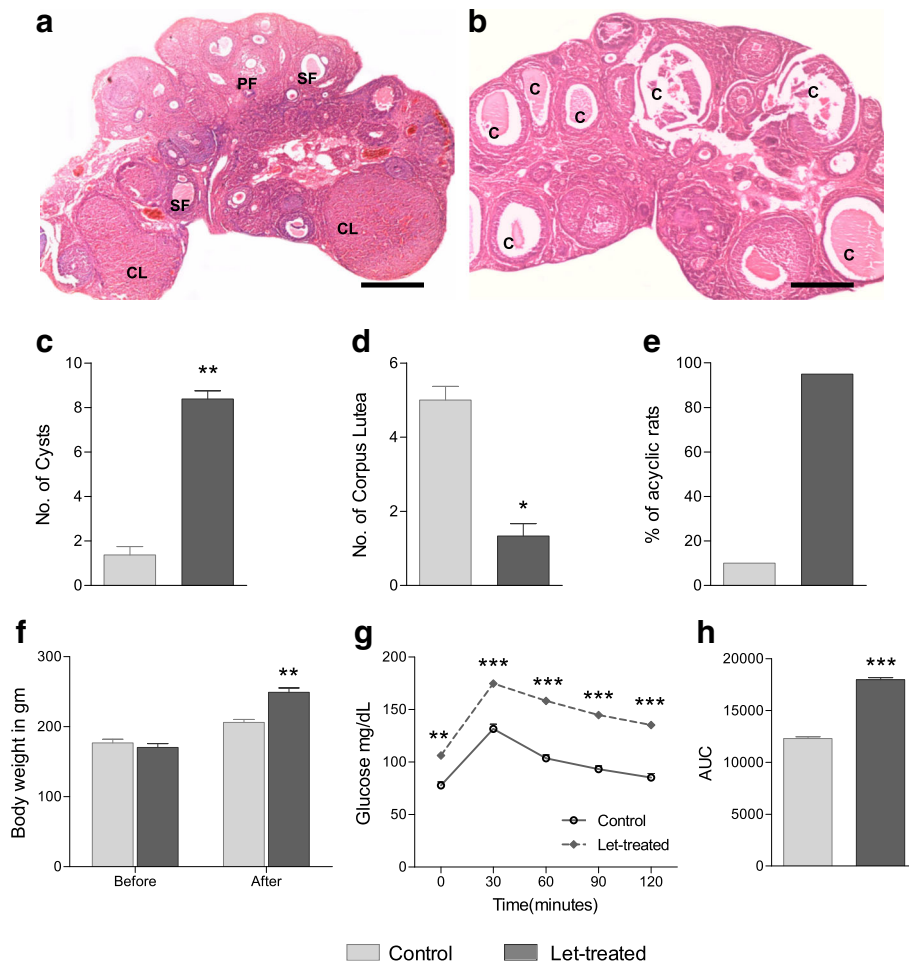 a
PF
SF
SF
CL
CL
b
C
C
C
C
C
C
C
c
No. of Cysts
10
8
6
4
2
0
**
d
No. of Corpus Lutea
6
4
2
0
*
e
% of acyclic rats
100
80
60
40
20
0
f
Body weight in gm
300
200
100
0
**
Before After
g
Glucose mg/dL
200
150
100
50
0
**
***
***
***
***
Control
Let-treated
0 30 60 90 120
Time(minutes)
h
AUC
20000
15000
10000
5000
0
***
Control Let-treated